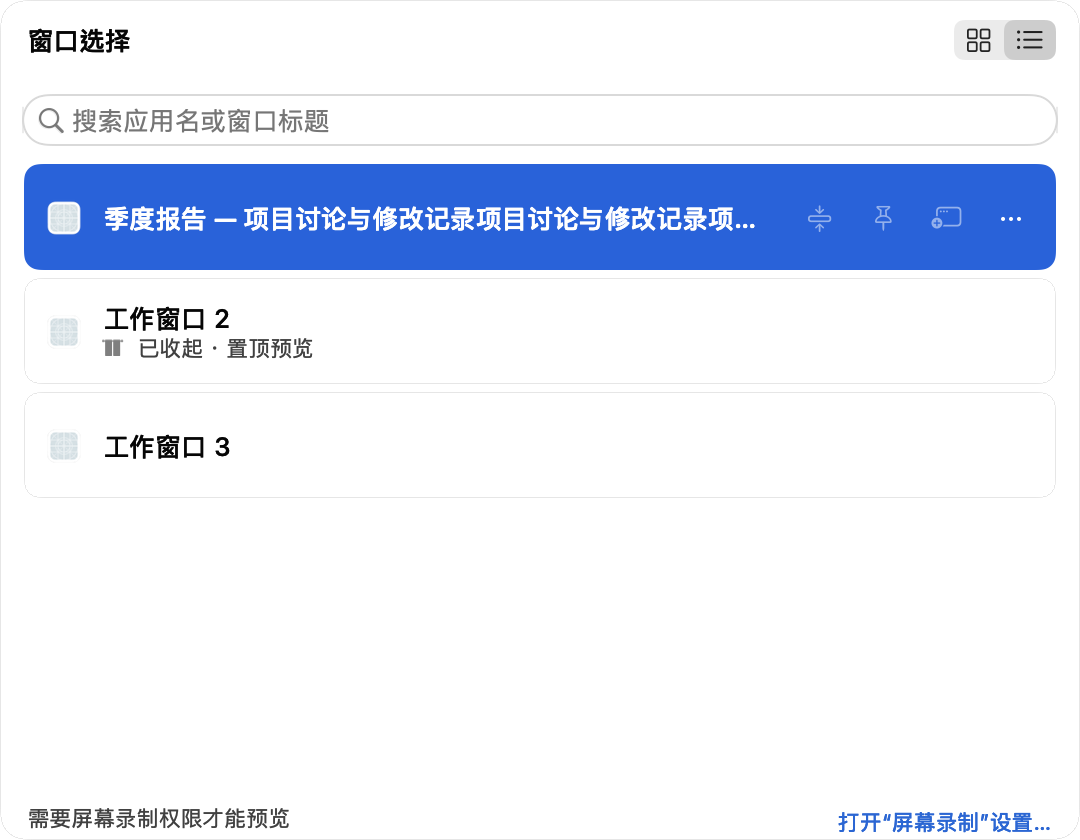 窗口选择
搜索应用名或窗口标题
季度报告 — 项目讨论与修改记录项目讨论与修改记录项...
工作窗口 2
已收起 · 置顶预览
工作窗口 3
需要屏幕录制权限才能预览
打开“屏幕录制”设置...